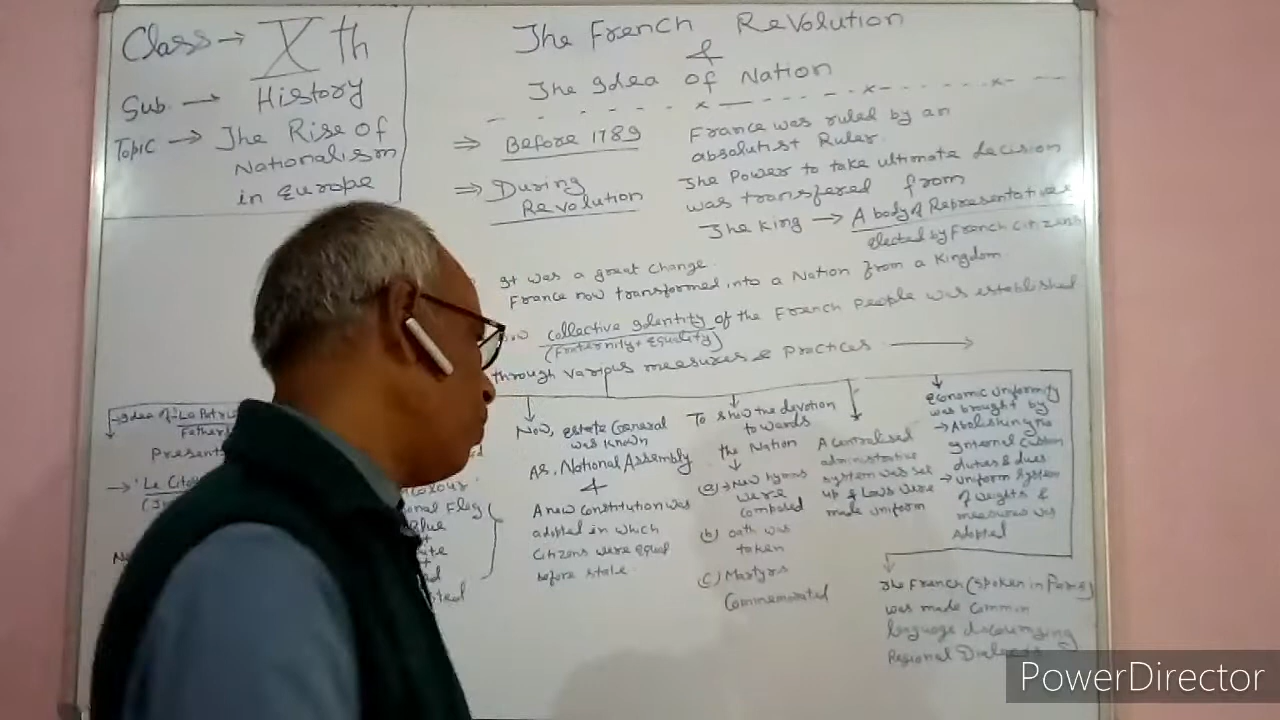 Class → Xth
Sub. → History
Topic → The Rise of
Nationalism
in Europe
The French Revolution
&
The Idea of Nation
⇒ Before 1789
France was ruled by an
absolutist Ruler.
⇒ During
Revolution
The Power to take ultimate decision
was transfered from
The King → A body of Representatives
elected by French citizens
It was a great change.
France now transformed into a Nation from a Kingdom
collective Identity of the French People was established
(Fraternity + Equality)
through various measures & Practices →
Idea of 'La
→ 'Le
Flag
Now, Estate General
was known
As. National Assembly
&
A new constitution was
adopted in which
citizens were equal
before state.
To show the devotion
towards
the Nation
(a) → New hymns
were
composed
(b) oath was
taken
(c) Martyrs
Commemorated
A centralised
administrative
system was set
up & Laws were
made uniform
Economic uniformity
was brought by
→ Abolishing
Internal Custom
duties & dues
→ Uniform System
of weights &
measures was
Adopted
The French (spoken in Paris)
was made common
language discouraging
Regional Dialects
PowerDirector